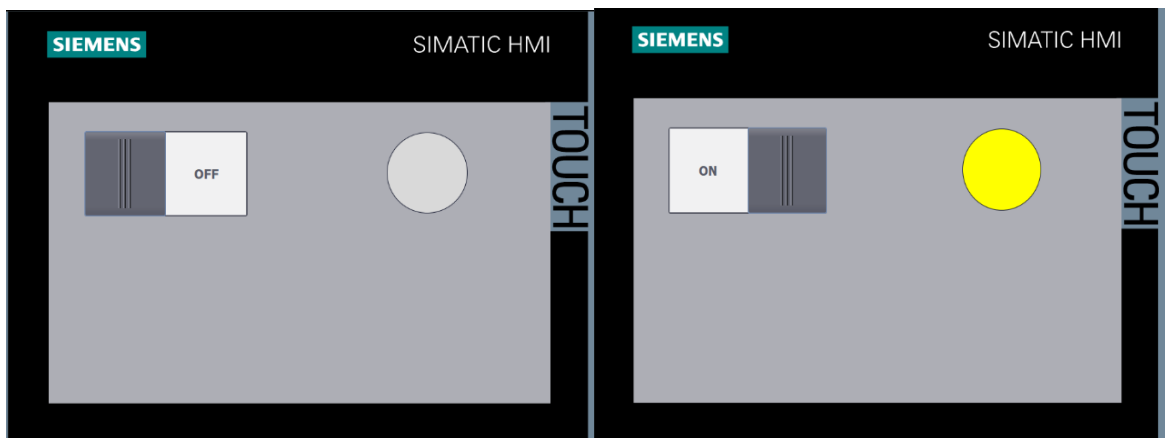 SIEMENS
SIMATIC HMI
TOUCH
OFF
SIEMENS
SIMATIC HMI
TOUCH
ON